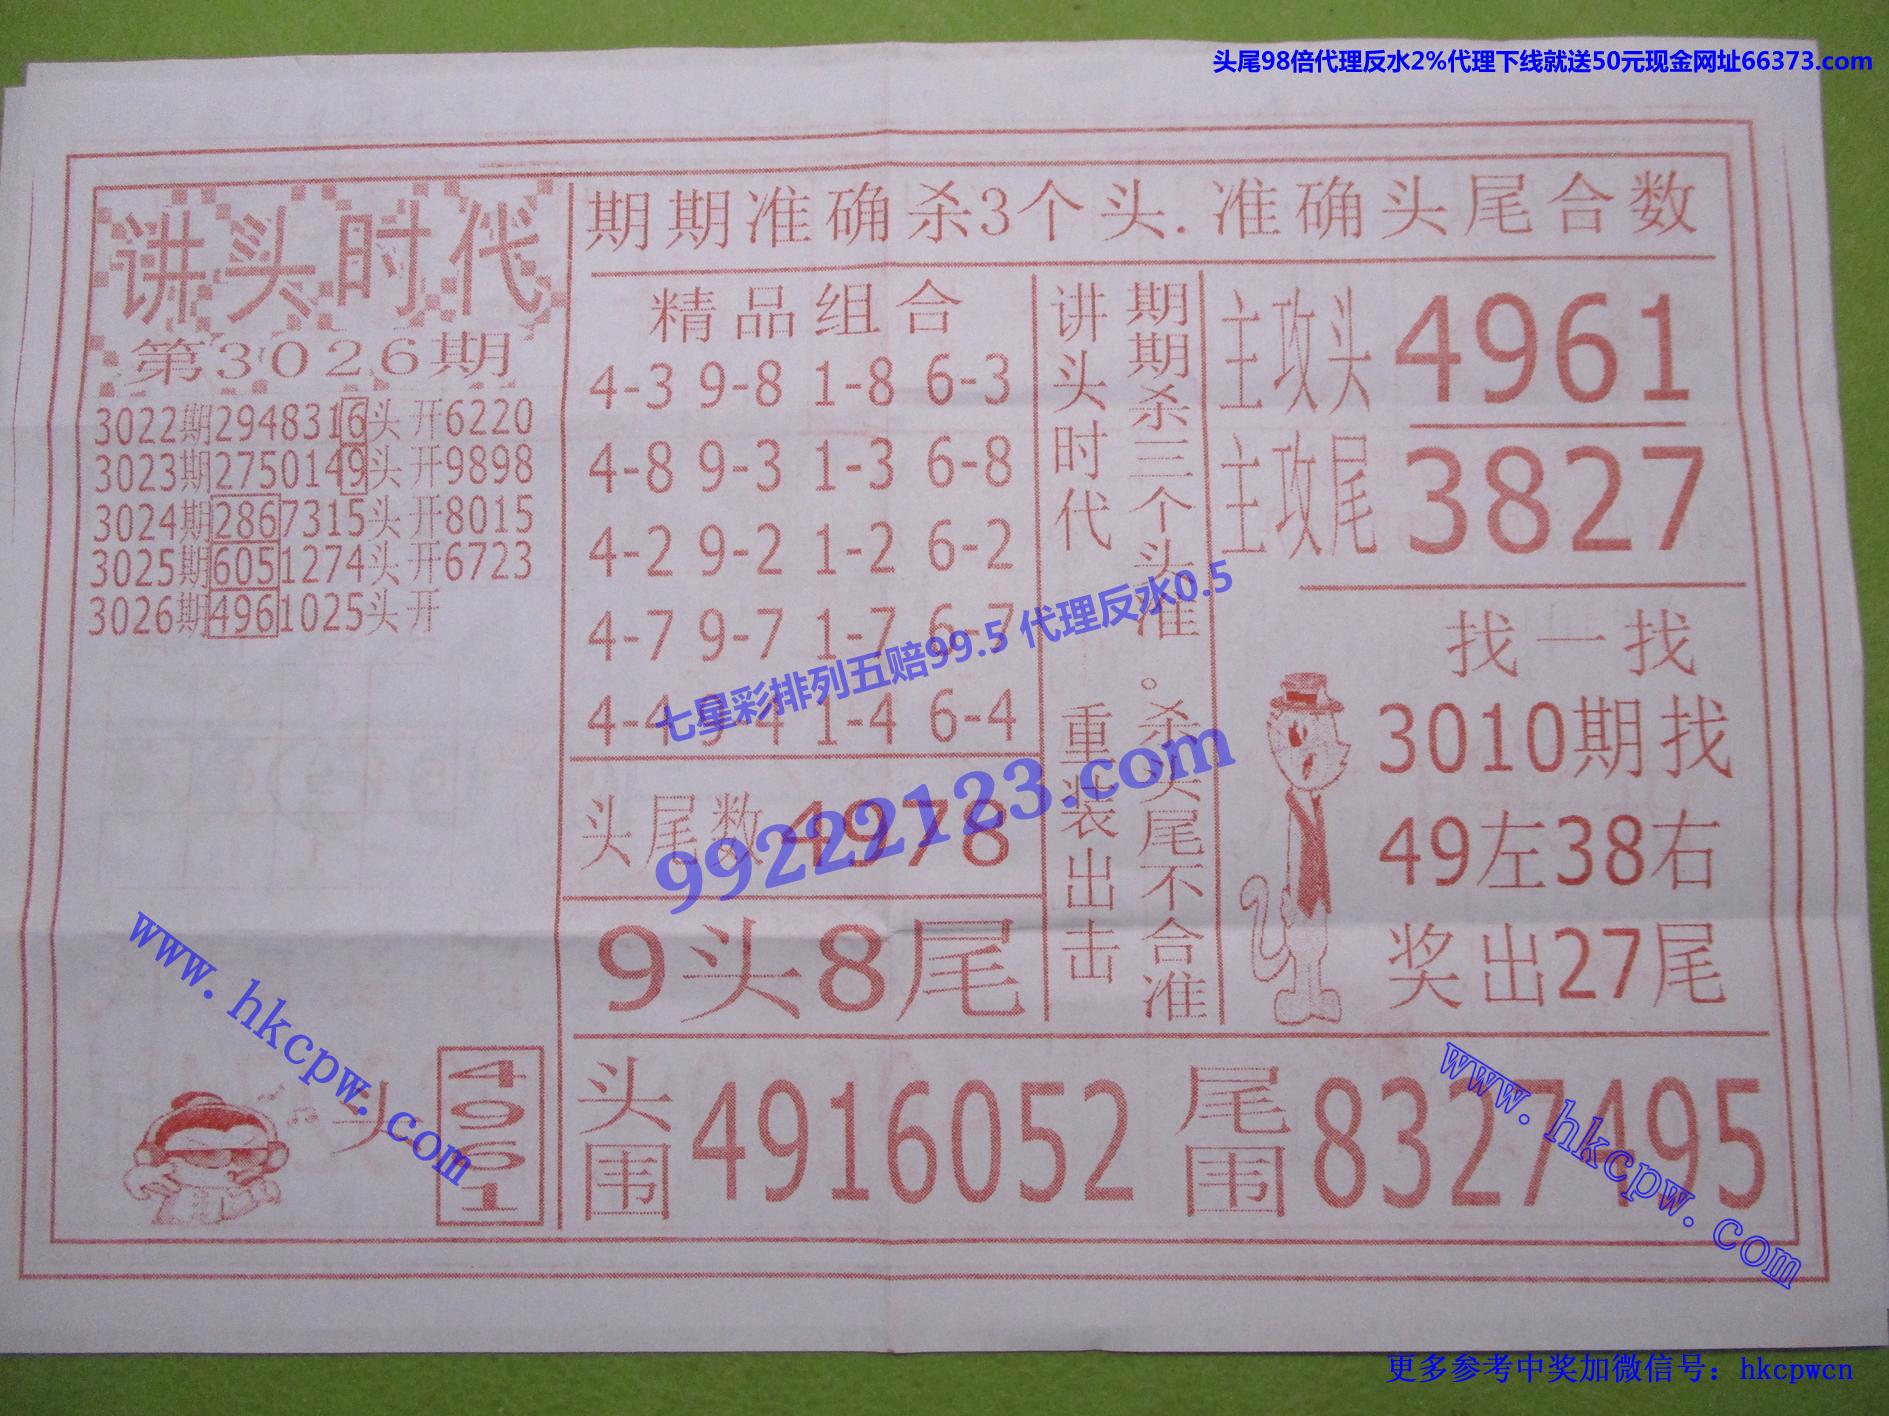 头尾98倍代理反水2%代理下线就送50元现金网址66373.com
讲头时代
第3026期
3022期2948316头开6220
3023期2750149头开9898
3024期2867315头开8015
3025期6051274头开6723
3026期4961025头开
头
4961
期期准确杀3个头.准确头尾合数
精品组合
4-3 9-8 1-8 6-3
4-8 9-3 1-3 6-8
4-2 9-2 1-2 6-2
4-7 9-7 1-7 6-7
4-4 9-4 1-4 6-4
头尾数4978
9头8尾
讲头时代 重装出击
期期杀三个头准。杀头尾不合准
主攻头 4961
主攻尾 3827
找一找
3010期找
49左38右
奖出27尾
头围4916052 尾围8327495
七星彩排列五赔99.5 代理反水0.5
99222123.com
www.hkcpw.com
www.hkcpw.com
更多参考中奖加微信号：hkcpwcn